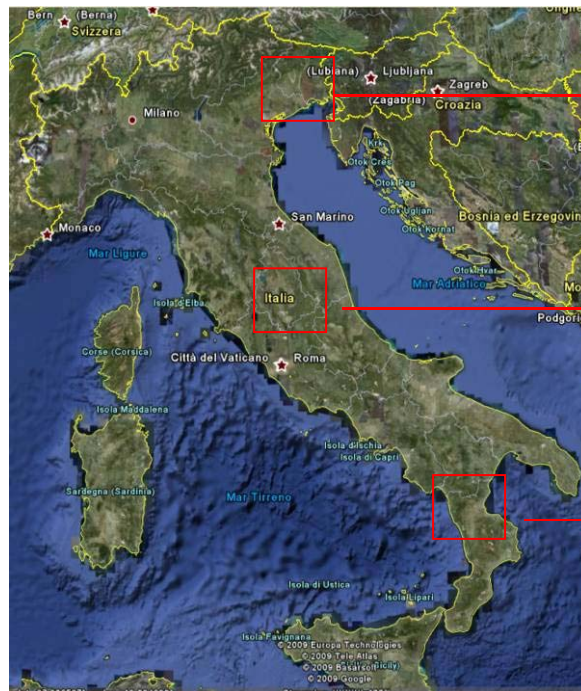 Bern (Berna)
Svizzera
(Lubiana) Ljubljana
Zagreb
(Zagabria) Croazia
Milano
Krk
Otok Cres
Otok Pag
Otok Ugljan
Otok Kornat
Bosnia ed Erzegovin
San Marino
Monaco
Mar Ligure
Otok Hvar
Mar Adriatico
Mo
Podgori
Isola d'Elba
Italia
Corse (Corsica)
Città del Vaticano Roma
Isola Maddalena
Isola d'Ischia
Isola di Capri
Sardegna (Sardinia)
Mar Tirreno
Isola di Ustica
Isola Lipari
Isola Favignana
© 2009 Europa Technologies
© 2009 Tele Atlas
© 2009 Basarsoft
© 2009 Google